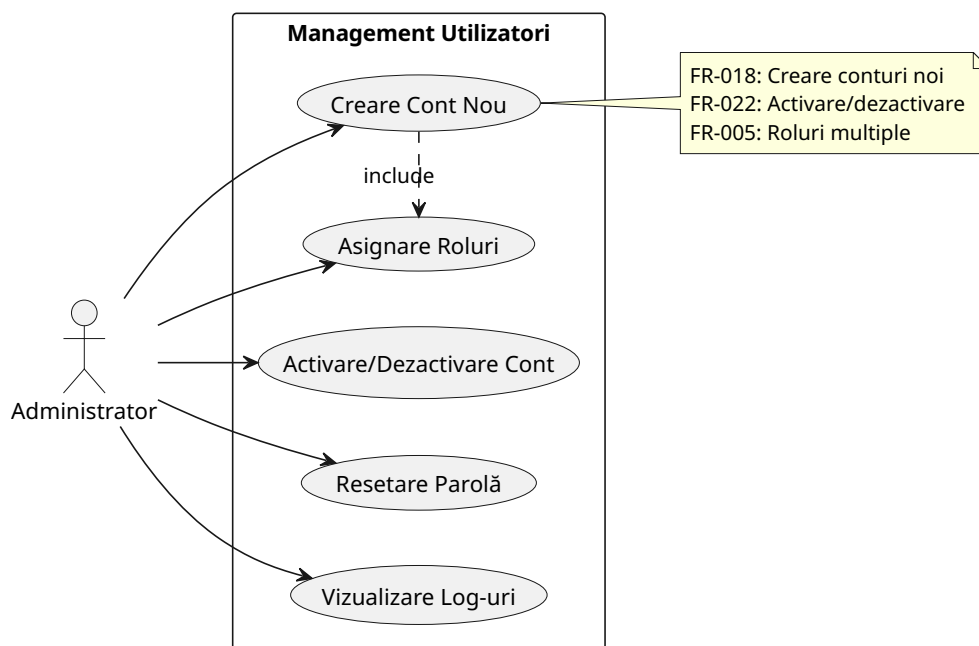 Management Utilizatori
Creare Cont Nou
FR-018: Creare conturi noi
FR-022: Activare/dezactivare
FR-005: Roluri multiple
include
Asignare Roluri
Activare/Dezactivare Cont
Administrator
Resetare Parolă
Vizualizare Log-uri